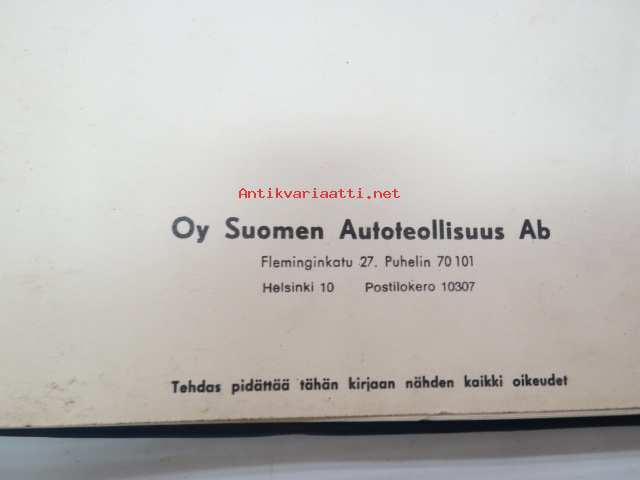 Antikvariaatti.net
Oy Suomen Autoteollisuus Ab
Fleminginkatu 27. Puhelin 70 101
Helsinki 10 Postilokero 10307
Tehdas pidättää tähän kirjaan nähden kaikki oikeudet